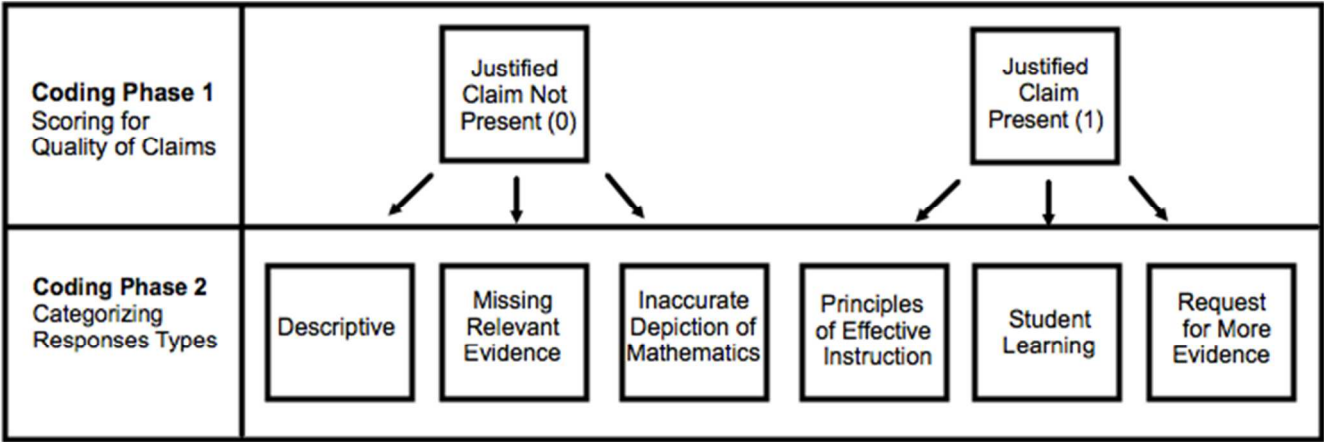 Coding Phase 1
Scoring for
Quality of Claims
Justified
Claim Not
Present (0)
Justified
Claim
Present (1)
Coding Phase 2
Categorizing
Responses Types
Descriptive
Missing
Relevant
Evidence
Inaccurate
Depiction of
Mathematics
Principles
of Effective
Instruction
Student
Learning
Request
for More
Evidence